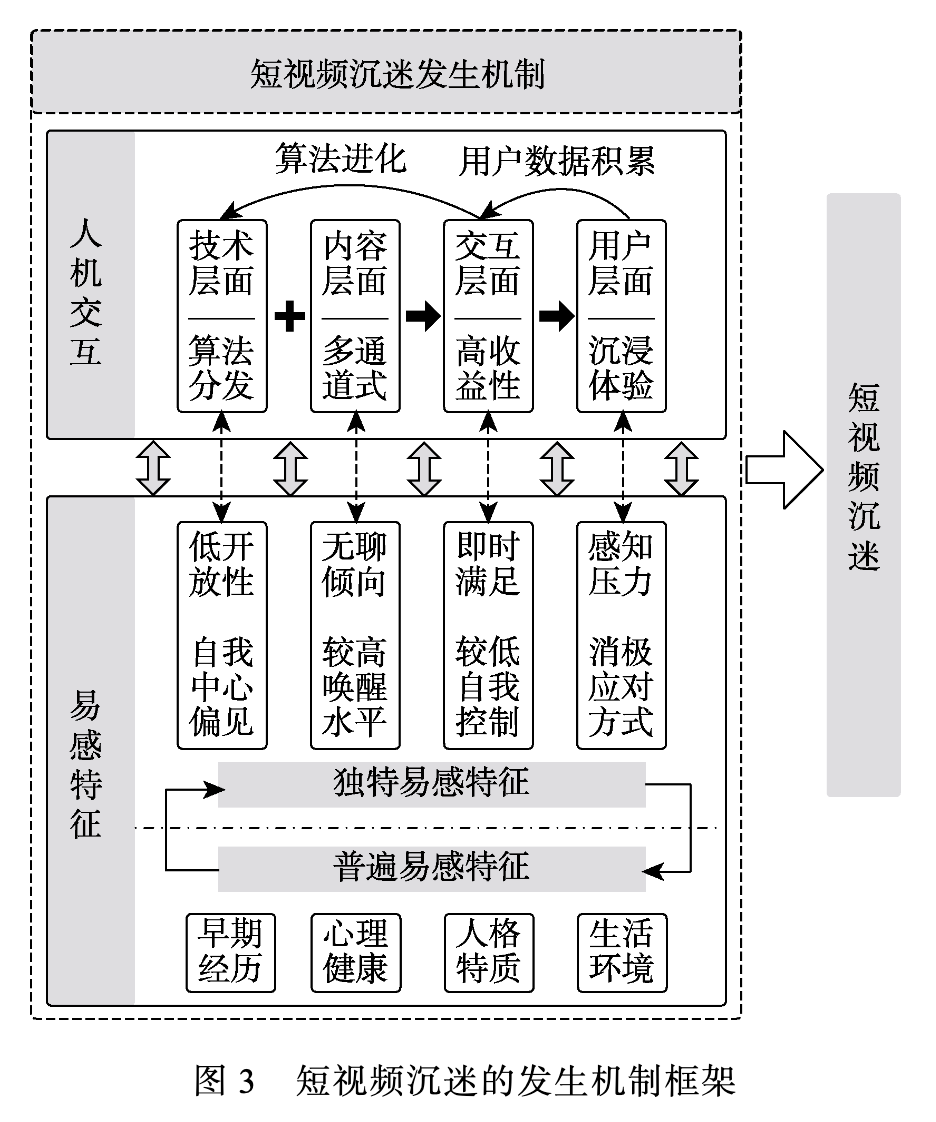 短视频沉迷发生机制
人机交互
算法进化
用户数据积累
技术
层面
算法
分发
内容
层面
多通
道式
交互
层面
高收
益性
用户
层面
沉浸
体验
易感特征
低开
放性
自我
中心
偏见
无聊
倾向
较高
唤醒
水平
即时
满足
较低
自我
控制
感知
压力
消极
应对
方式
独特易感特征
普遍易感特征
早期
经历
心理
健康
人格
特质
生活
环境
短视频沉迷
图 3 短视频沉迷的发生机制框架